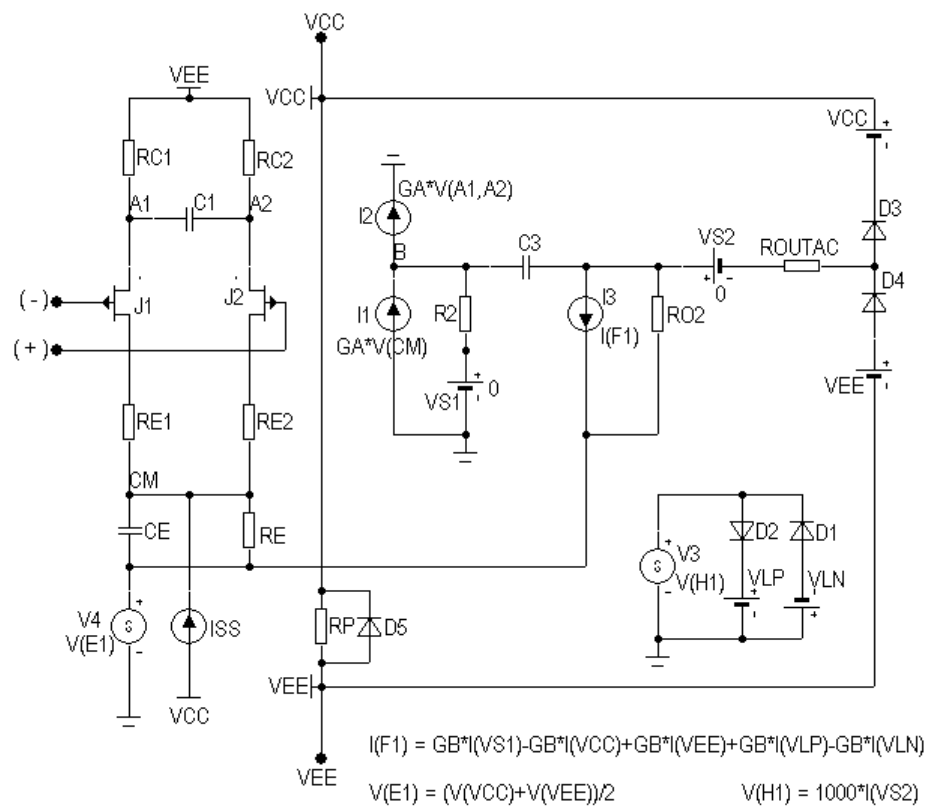 VCC
VEE
VCC
VCC
RC1
RC2
GA*V(A1,A2)
D3
A1
C1
A2
I2
B
C3
VS2
ROUTAC
0
D4
(-)
J1
J2
I1
GA*V(CM)
R2
I3
I(F1)
RO2
(+)
VS1
0
VEE
RE1
RE2
CM
CE
RE
D2
D1
V3
V(H1)
S
VLP
VLN
V4
V(E1)
S
ISS
RP
D5
VCC
VEE
VEE
I(F1) = GB*I(VS1)-GB*I(VCC)+GB*I(VEE)+GB*I(VLP)-GB*I(VLN)
V(E1) = (V(VCC)+V(VEE))/2
V(H1) = 1000*I(VS2)